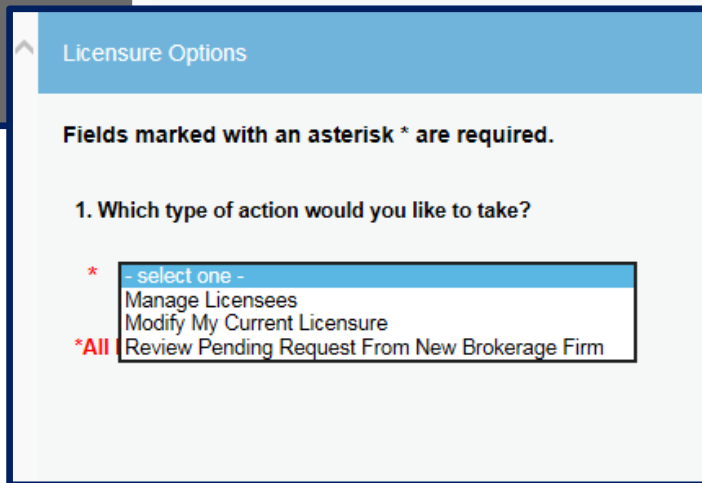 Licensure Options
Fields marked with an asterisk * are required.
1. Which type of action would you like to take?
* - select one -
Manage Licensees
Modify My Current Licensure
*All Review Pending Request From New Brokerage Firm